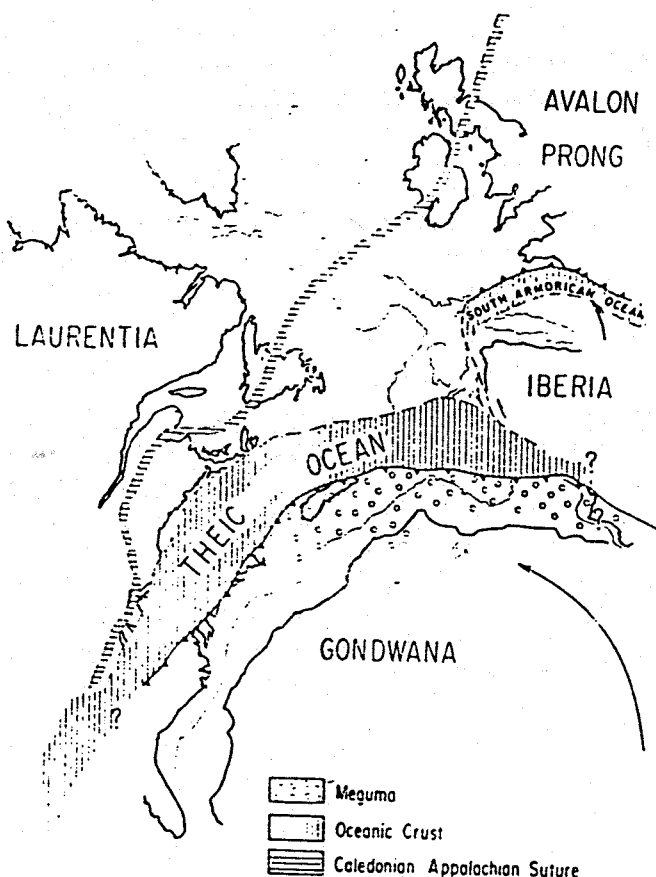 AVALON
PRONG
SOUTH ARMORICAN OCEAN
LAURENTIA
IBERIA
THEIC OCEAN
?
GONDWANA
?
Meguma
Oceanic Crust
Caledonian Appalachian Suture